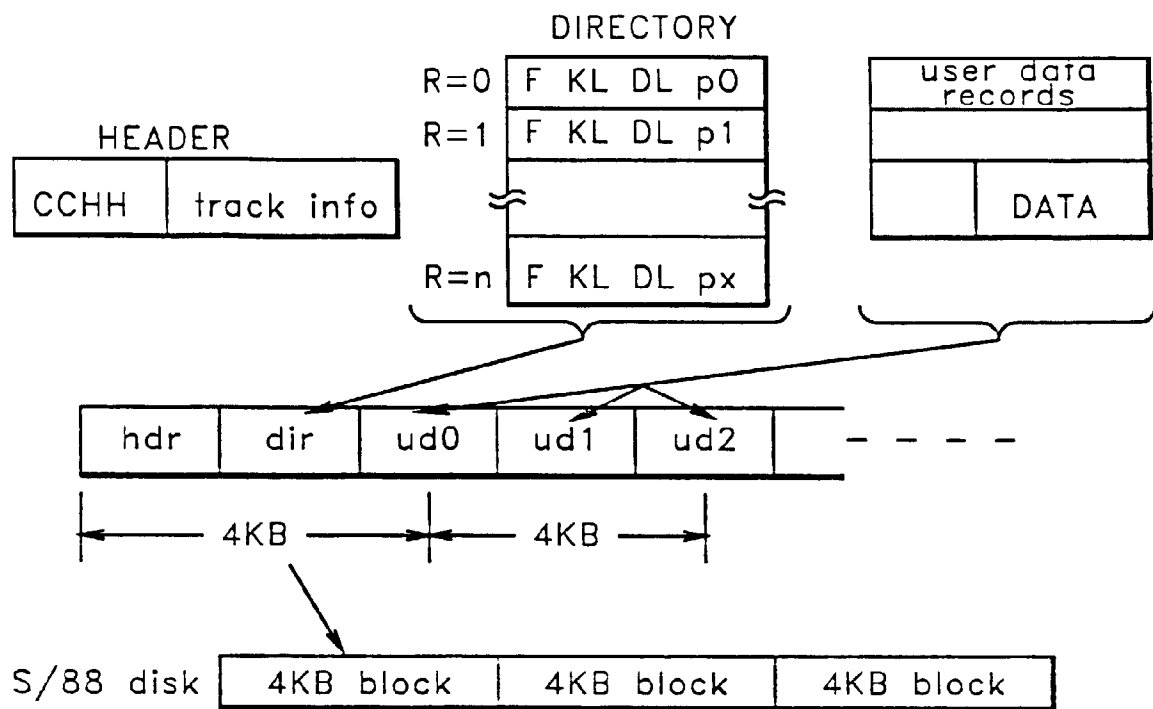 DIRECTORY
R=0 F KL DL p0
user data
records
R=1 F KL DL p1
HEADER
CCHH track info
DATA
R=n F KL DL px
hdr dir ud0 ud1 ud2
4KB 4KB
S/88 disk 4KB block 4KB block 4KB block